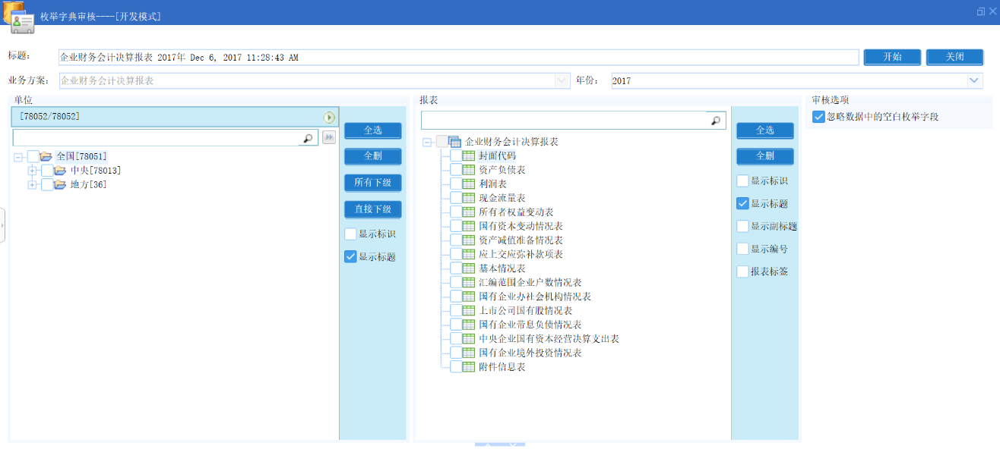 枚举字典审核----[开发模式]
标题:
企业财务会计决算报表 2017年 Dec 6, 2017 11:28:43 AM
开始
关闭
业务方案:
企业财务会计决算报表
年份:
2017
单位
[78052/78052]
全国[78051]
中央[78013]
地方[36]
全选
全删
所有下级
直接下级
显示标识
显示标题
报表
企业财务会计决算报表
封面代码
资产负债表
利润表
现金流量表
所有者权益变动表
国有资本变动情况表
资产减值准备情况表
应上交应弥补款项表
基本情况表
汇编范围企业户数情况表
国有企业办社会机构情况表
上市公司国有股情况表
国有企业带息负债情况表
中央企业国有资本经营决算支出表
国有企业境外投资情况表
附件信息表
全选
全删
显示标识
显示标题
显示副标题
显示编号
报表标签
审核选项
忽略数据中的空白枚举字段